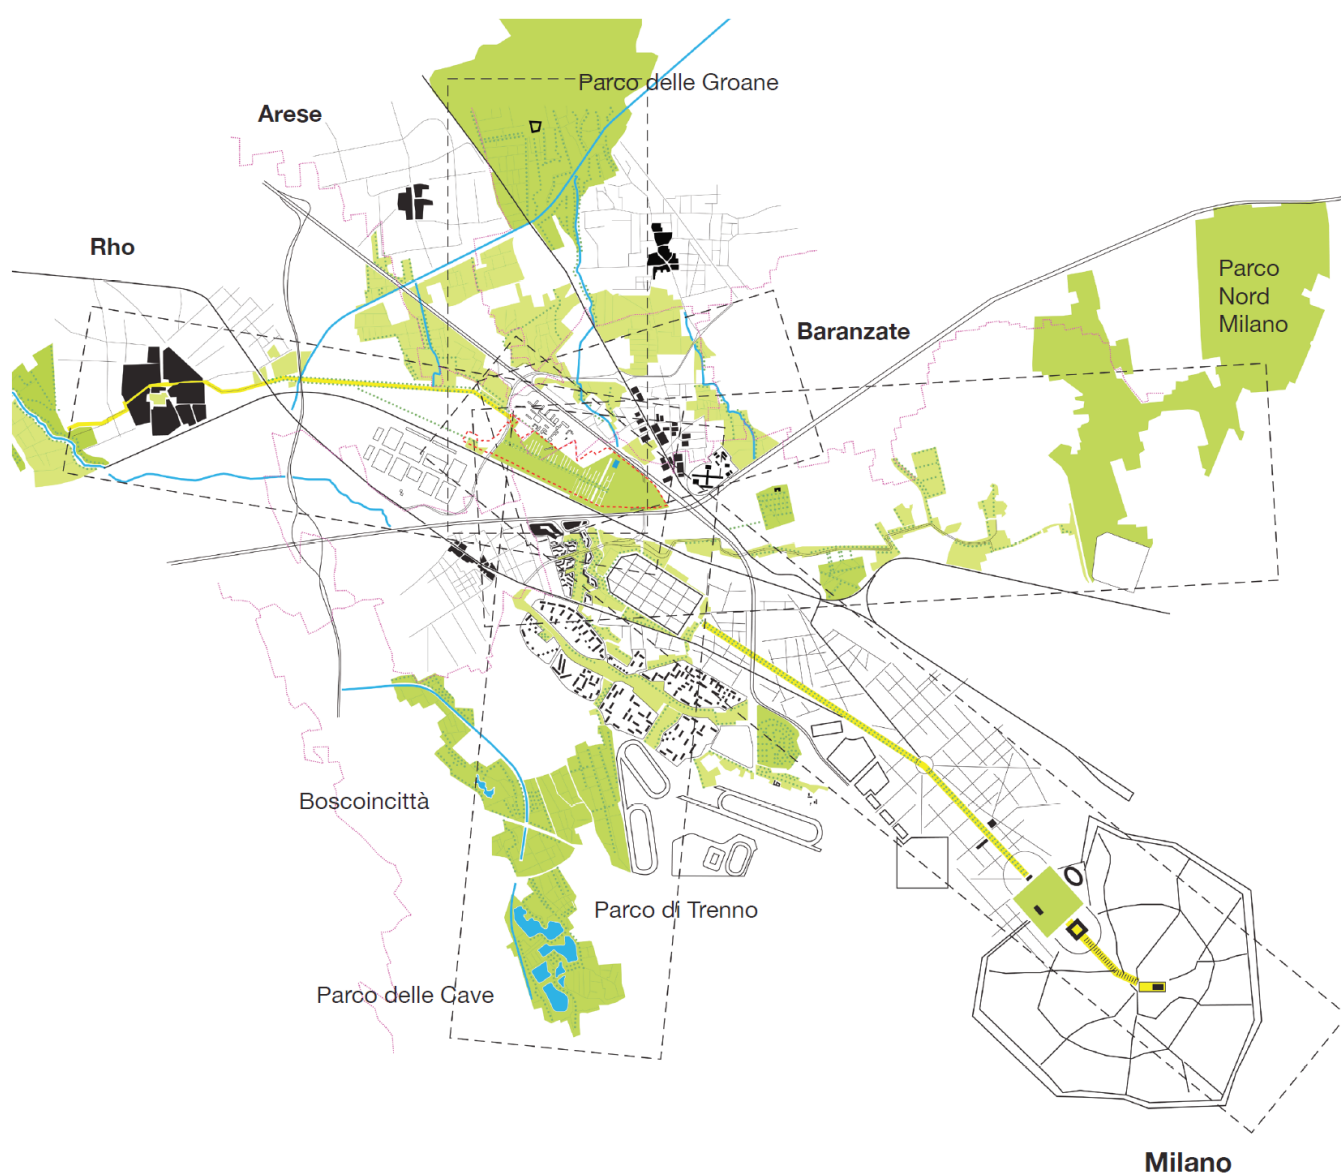 Parco delle Groane
Arese
Rho
Parco
Nord
Milano
Baranzate
Boscoincittà
Parco di Trenno
Parco delle Cave
Milano